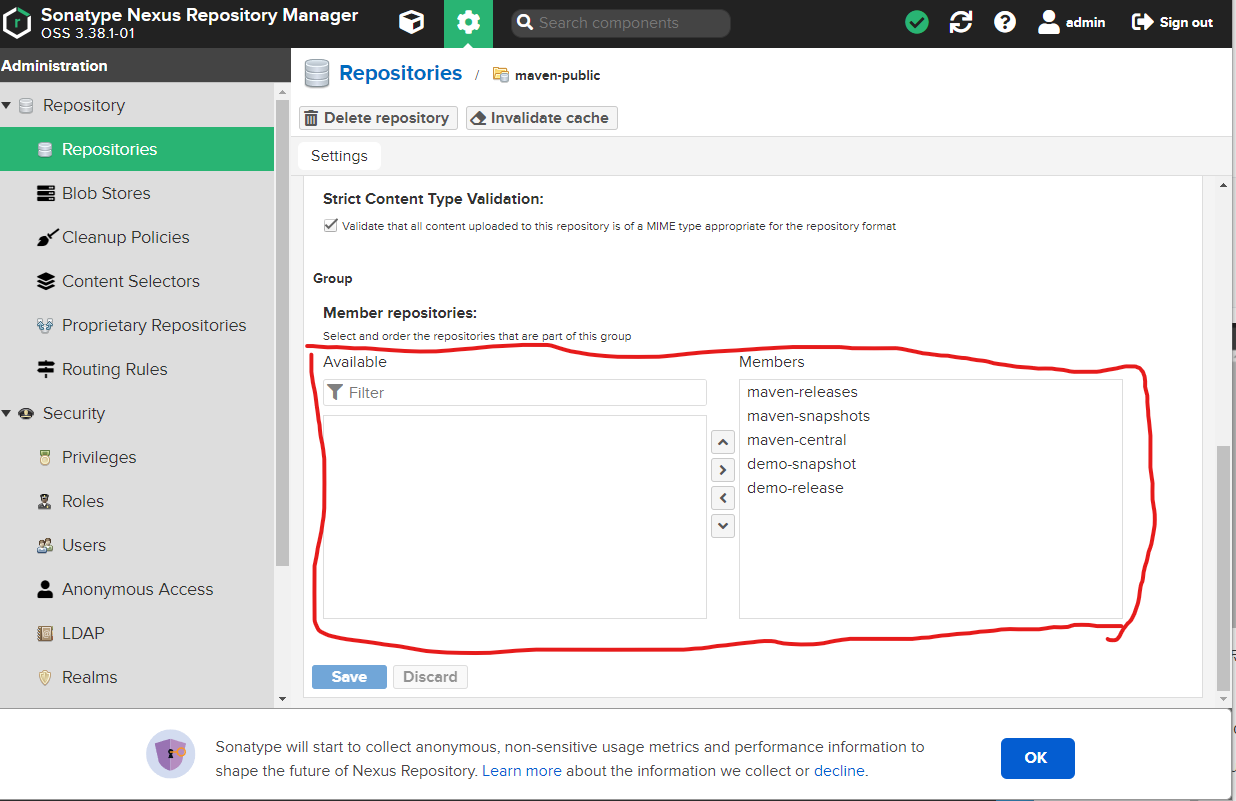 Sonatype Nexus Repository Manager
OSS 3.38.1-01
Search components
admin
Sign out
Administration
Repository
Repositories
Blob Stores
Cleanup Policies
Content Selectors
Proprietary Repositories
Routing Rules
Security
Privileges
Roles
Users
Anonymous Access
LDAP
Realms
Repositories / maven-public
Delete repository
Invalidate cache
Settings
Strict Content Type Validation:
Validate that all content uploaded to this repository is of a MIME type appropriate for the repository format
Group
Member repositories:
Select and order the repositories that are part of this group
Available
Filter
Members
maven-releases
maven-snapshots
maven-central
demo-snapshot
demo-release
Save
Discard
Sonatype will start to collect anonymous, non-sensitive usage metrics and performance information to
shape the future of Nexus Repository. Learn more about the information we collect or decline.
OK